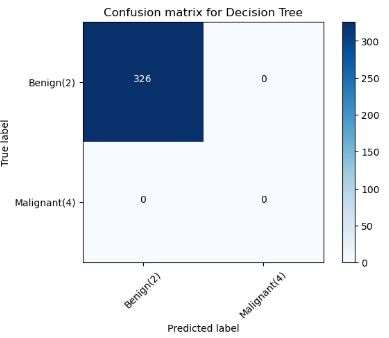 Confusion matrix for Decision Tree
True label
Benign(2)
326
0
Malignant(4)
0
0
Benign(2)
Malignant(4)
Predicted label
300
250
200
150
100
50
0